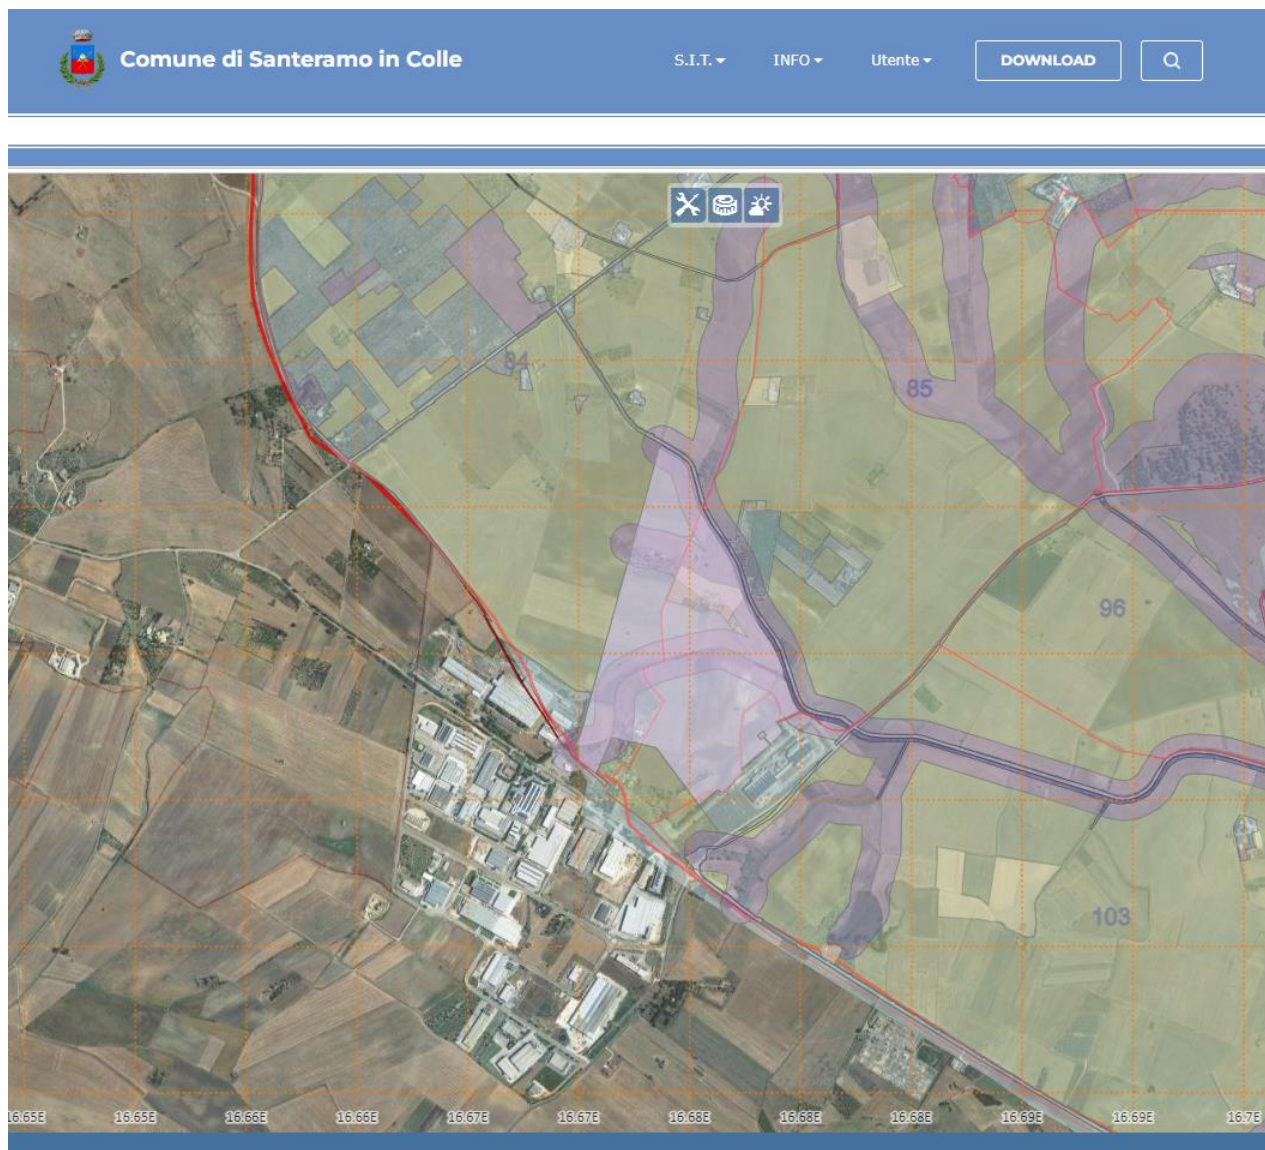 Comune di Santeramo in Colle
S.I.T.
INFO
Utente
DOWNLOAD
84
85
96
103
16.65E 16.65E 16.66E 16.66E 16.67E 16.67E 16.68E 16.68E 16.68E 16.69E 16.69E 16.7E